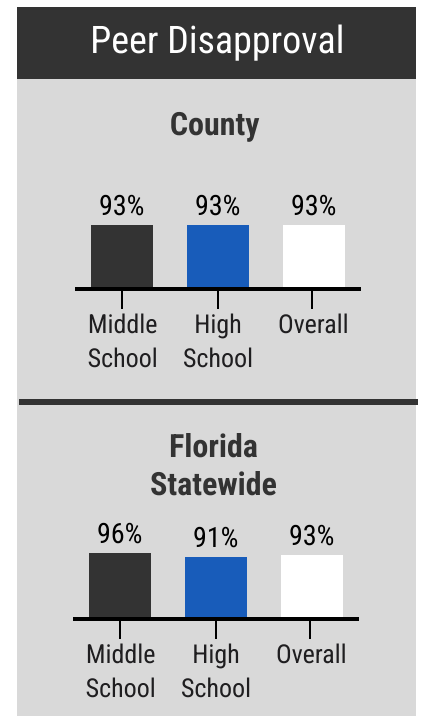 Peer Disapproval
County
93% 93% 93%
Middle High Overall
School School
Florida
Statewide
96% 91% 93%
Middle High Overall
School School